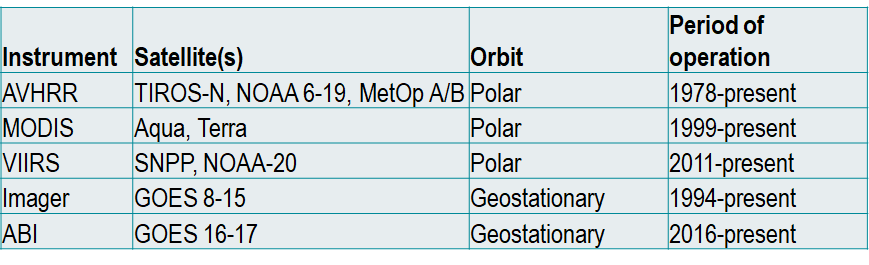 Instrument Satellite(s) Orbit Period of operation
AVHRR TIROS-N, NOAA 6-19, MetOp A/B Polar 1978-present
MODIS Aqua, Terra Polar 1999-present
VIIRS SNPP, NOAA-20 Polar 2011-present
Imager GOES 8-15 Geostationary 1994-present
ABI GOES 16-17 Geostationary 2016-present